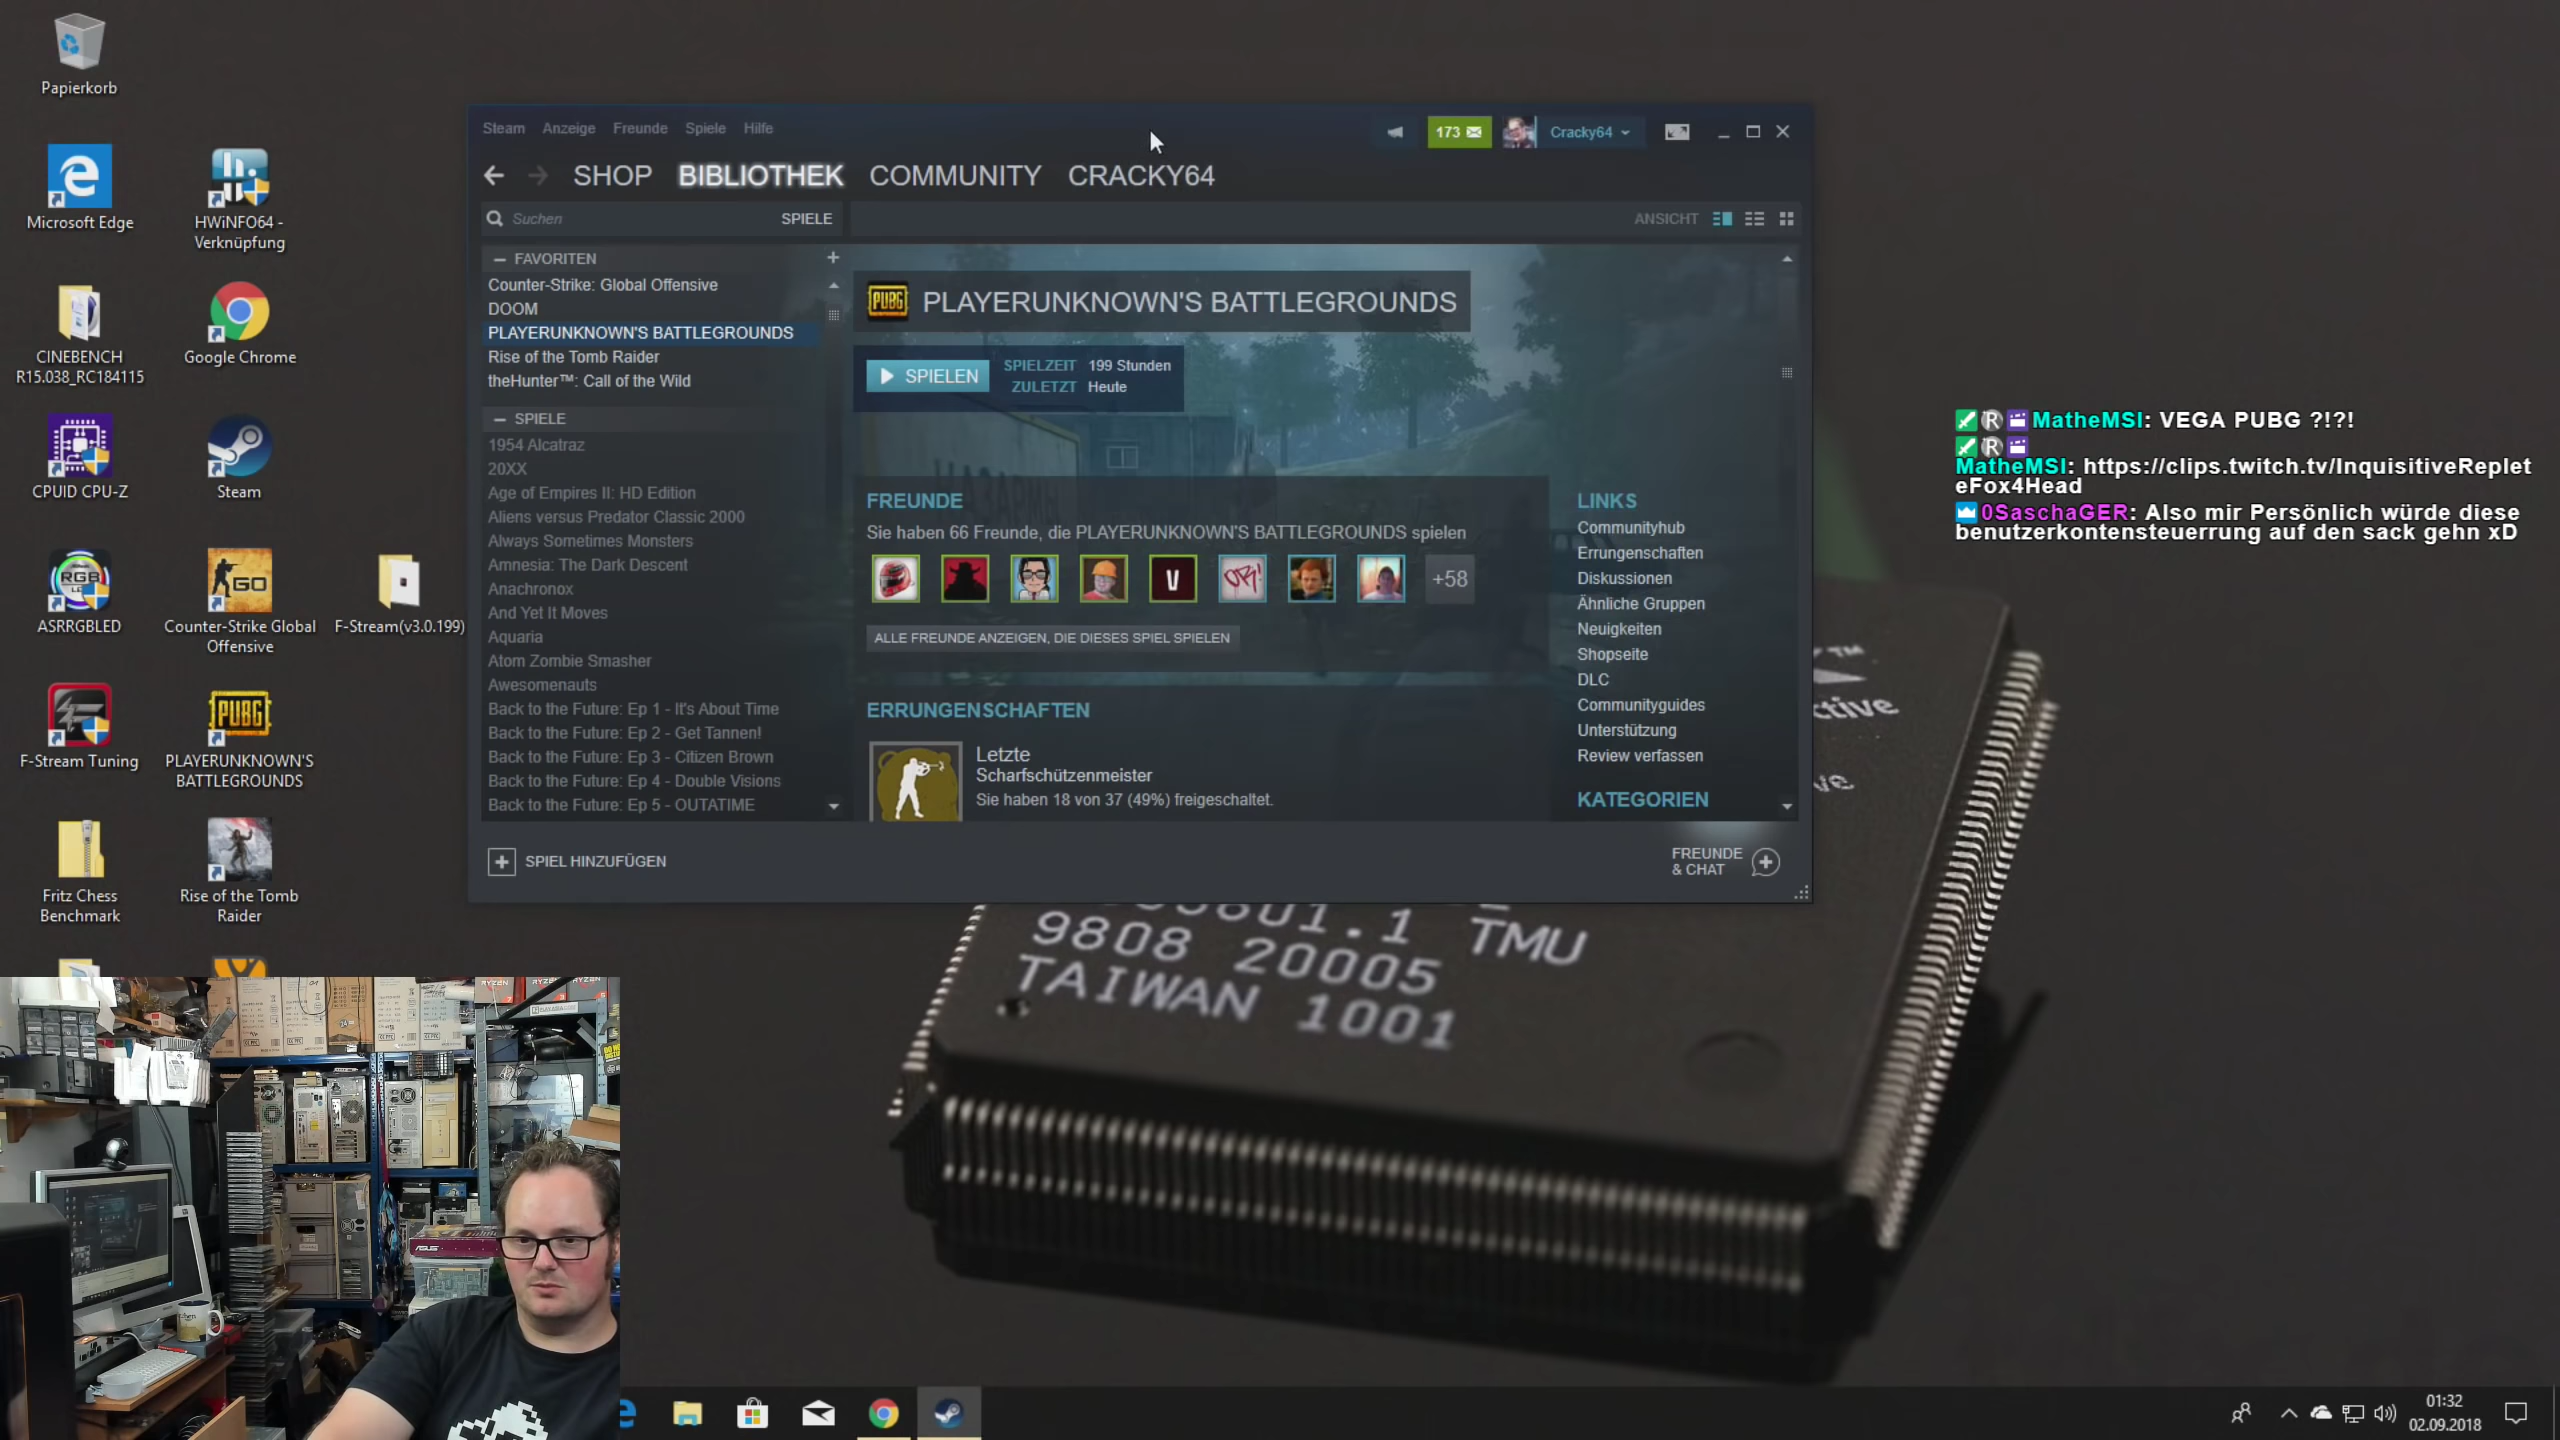 Papierkorb
Microsoft Edge
HWiNFO64 -
Verknüpfung
CINEBENCH
R15.038_RC184115
Google Chrome
CPUID CPU-Z
Steam
RGB
LE
GO
ASRRGBLED
Counter-Strike Global
Offensive
F-Stream(v3.0.199)
F-Stream Tuning
PUBG
PLAYERUNKNOWN'S
BATTLEGROUNDS
Fritz Chess
Benchmark
Rise of the Tomb
Raider
Steam Anzeige Freunde Spiele Hilfe
173
Cracky64
SHOP BIBLIOTHEK COMMUNITY CRACKY64
Suchen
SPIELE
ANSICHT
— FAVORITEN +
Counter-Strike: Global Offensive
DOOM
PLAYERUNKNOWN'S BATTLEGROUNDS
Rise of the Tomb Raider
theHunter™: Call of the Wild
— SPIELE
1954 Alcatraz
20XX
Age of Empires II: HD Edition
Aliens versus Predator Classic 2000
Always Sometimes Monsters
Amnesia: The Dark Descent
Anachronox
And Yet It Moves
Aquaria
Atom Zombie Smasher
Awesomenauts
Back to the Future: Ep 1 - It's About Time
Back to the Future: Ep 2 - Get Tannen!
Back to the Future: Ep 3 - Citizen Brown
Back to the Future: Ep 4 - Double Visions
Back to the Future: Ep 5 - OUTATIME
PUBG
PLAYERUNKNOWN'S BATTLEGROUNDS
SPIELEN
SPIELZEIT 199 Stunden
ZULETZT Heute
FREUNDE
Sie haben 66 Freunde, die PLAYERUNKNOWN'S BATTLEGROUNDS spielen
V
+58
ALLE FREUNDE ANZEIGEN, DIE DIESES SPIEL SPIELEN
ERRUNGENSCHAFTEN
Letzte
Scharfschützenmeister
Sie haben 18 von 37 (49%) freigeschaltet.
LINKS
Communityhub
Errungenschaften
Diskussionen
Ähnliche Gruppen
Neuigkeiten
Shopseite
DLC
Communityguides
Unterstützung
Review verfassen
KATEGORIEN
+ SPIEL HINZUFÜGEN
FREUNDE
& CHAT
MatheMSI: VEGA PUBG ?!?!
MatheMSI: https://clips.twitch.tv/InquisitiveReplet
eFox4Head
0SaschaGER: Also mir Persönlich würde diese
benutzerkontensteuerrung auf den sack gehn xD
TMU
9808 20005
TAIWAN 1001
RYZEN
RYZEN
ASUS
01:32
02.09.2018